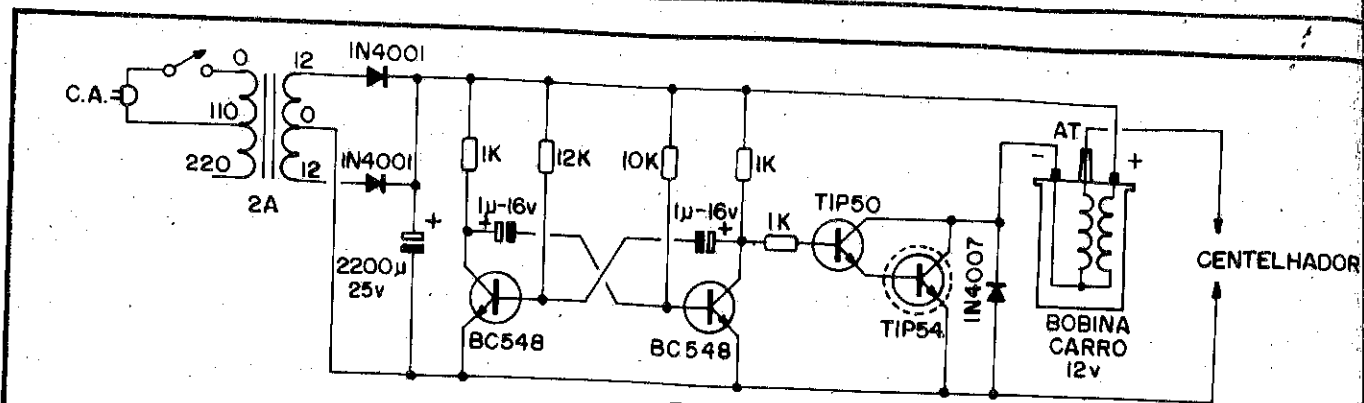 C.A.
0
110
220
12
0
12
2A
1N4001
1N4001
+
2200µ
25v
1K
12K
10K
1K
1µ-16v
+
1µ-16v
+
BC548
BC548
1K
TIP50
TIP54
1N4007
AT
-
+
BOBINA
CARRO
12v
CENTELHADOR